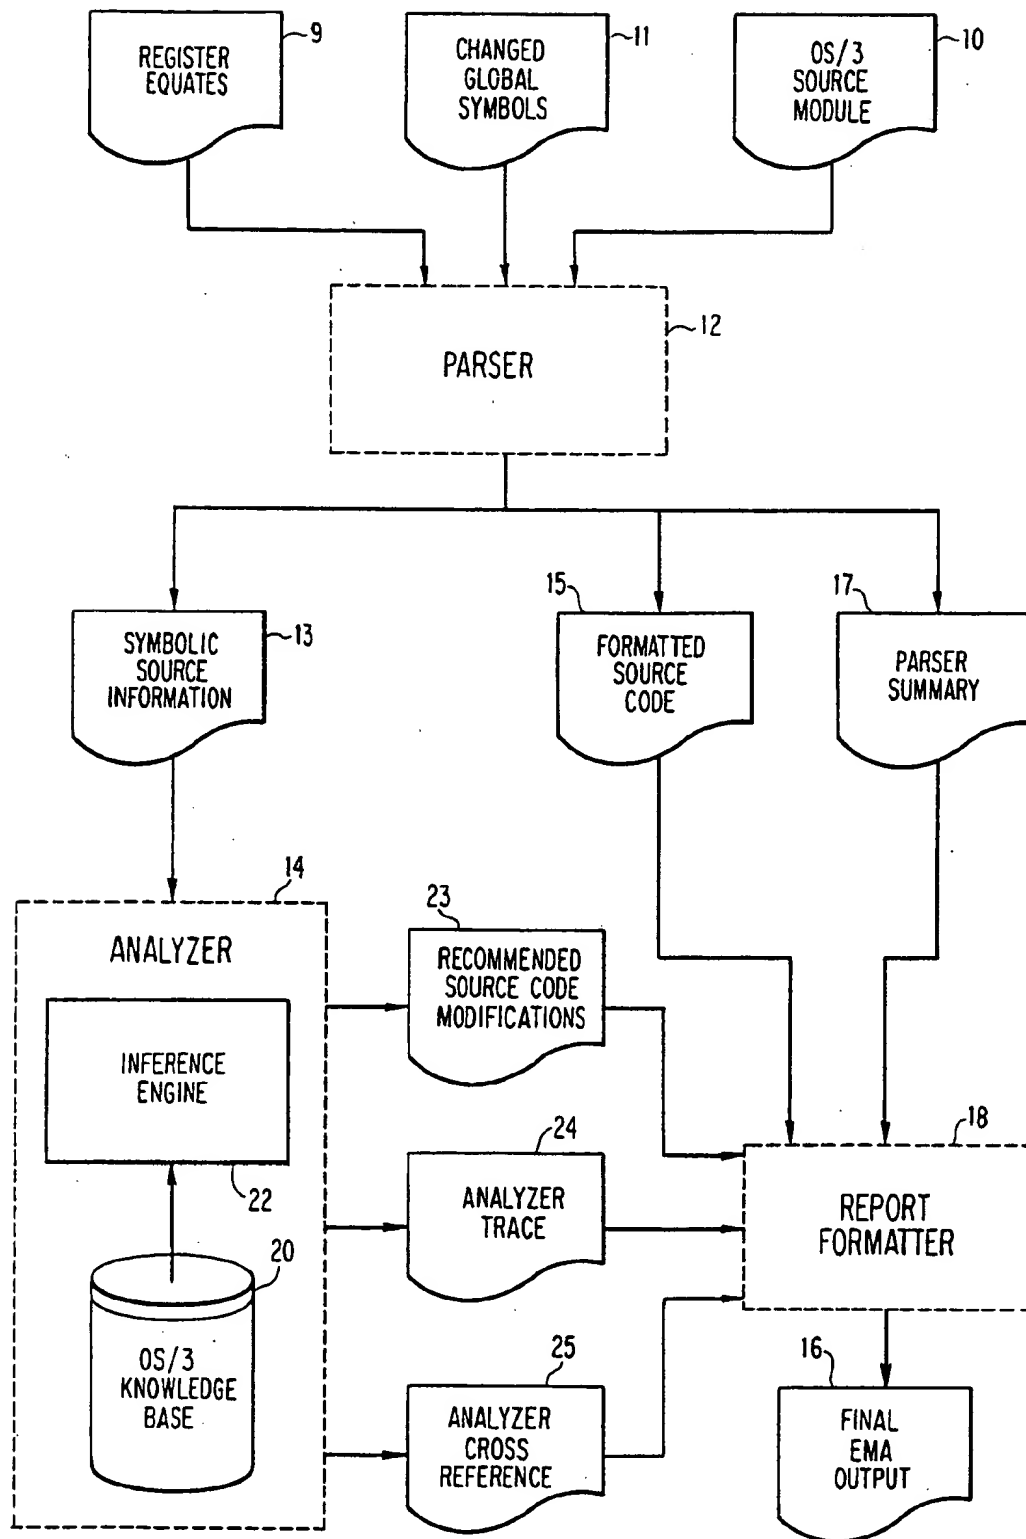 REGISTER
EQUATES
9
CHANGED
GLOBAL
SYMBOLS
11
OS/3
SOURCE
MODULE
10
PARSER
12
SYMBOLIC
SOURCE
INFORMATION
13
15
FORMATTED
SOURCE
CODE
17
PARSER
SUMMARY
14
ANALYZER
INFERENCE
ENGINE
22
20
OS/3
KNOWLEDGE
BASE
23
RECOMMENDED
SOURCE CODE
MODIFICATIONS
24
ANALYZER
TRACE
25
ANALYZER
CROSS
REFERENCE
18
REPORT
FORMATTER
16
FINAL
EMA
OUTPUT